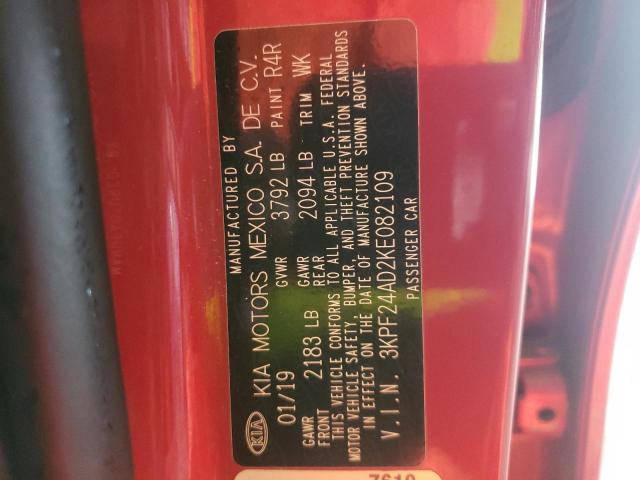 MANUFACTURED BY
KIA KIA MOTORS MEXICO S.A. DE C.V.
01/19 GVWR 3792 LB PAINT R4R
GAWR FRONT 2183 LB GAWR REAR 2094 LB TRIM WK
THIS VEHICLE CONFORMS TO ALL APPLICABLE U.S.A. FEDERAL
MOTOR VEHICLE SAFETY, BUMPER, AND THEFT PREVENTION STANDARDS
IN EFFECT ON THE DATE OF MANUFACTURE SHOWN ABOVE.
V.I.N. 3KPF24AD2KE082109
PASSENGER CAR